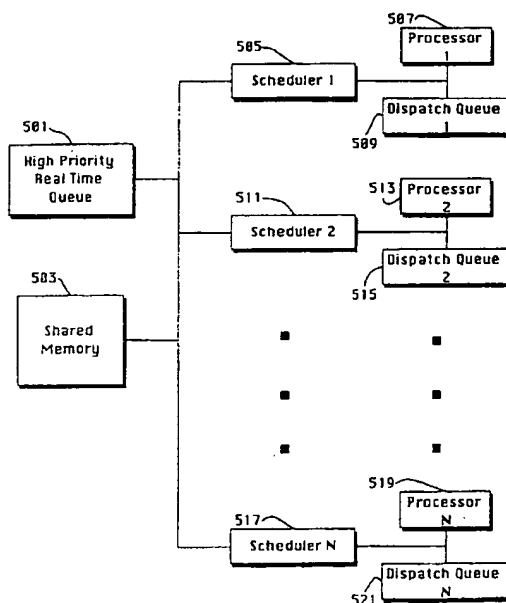 507
505
Processor
1
Scheduler 1
501
Dispatch Queue
1
509
High Priority
Real Time
Queue
511
513
Processor
2
Scheduler 2
503
Dispatch Queue
2
515
Shared
Memory
519
Processor
N
517
Scheduler N
Dispatch Queue
N
521